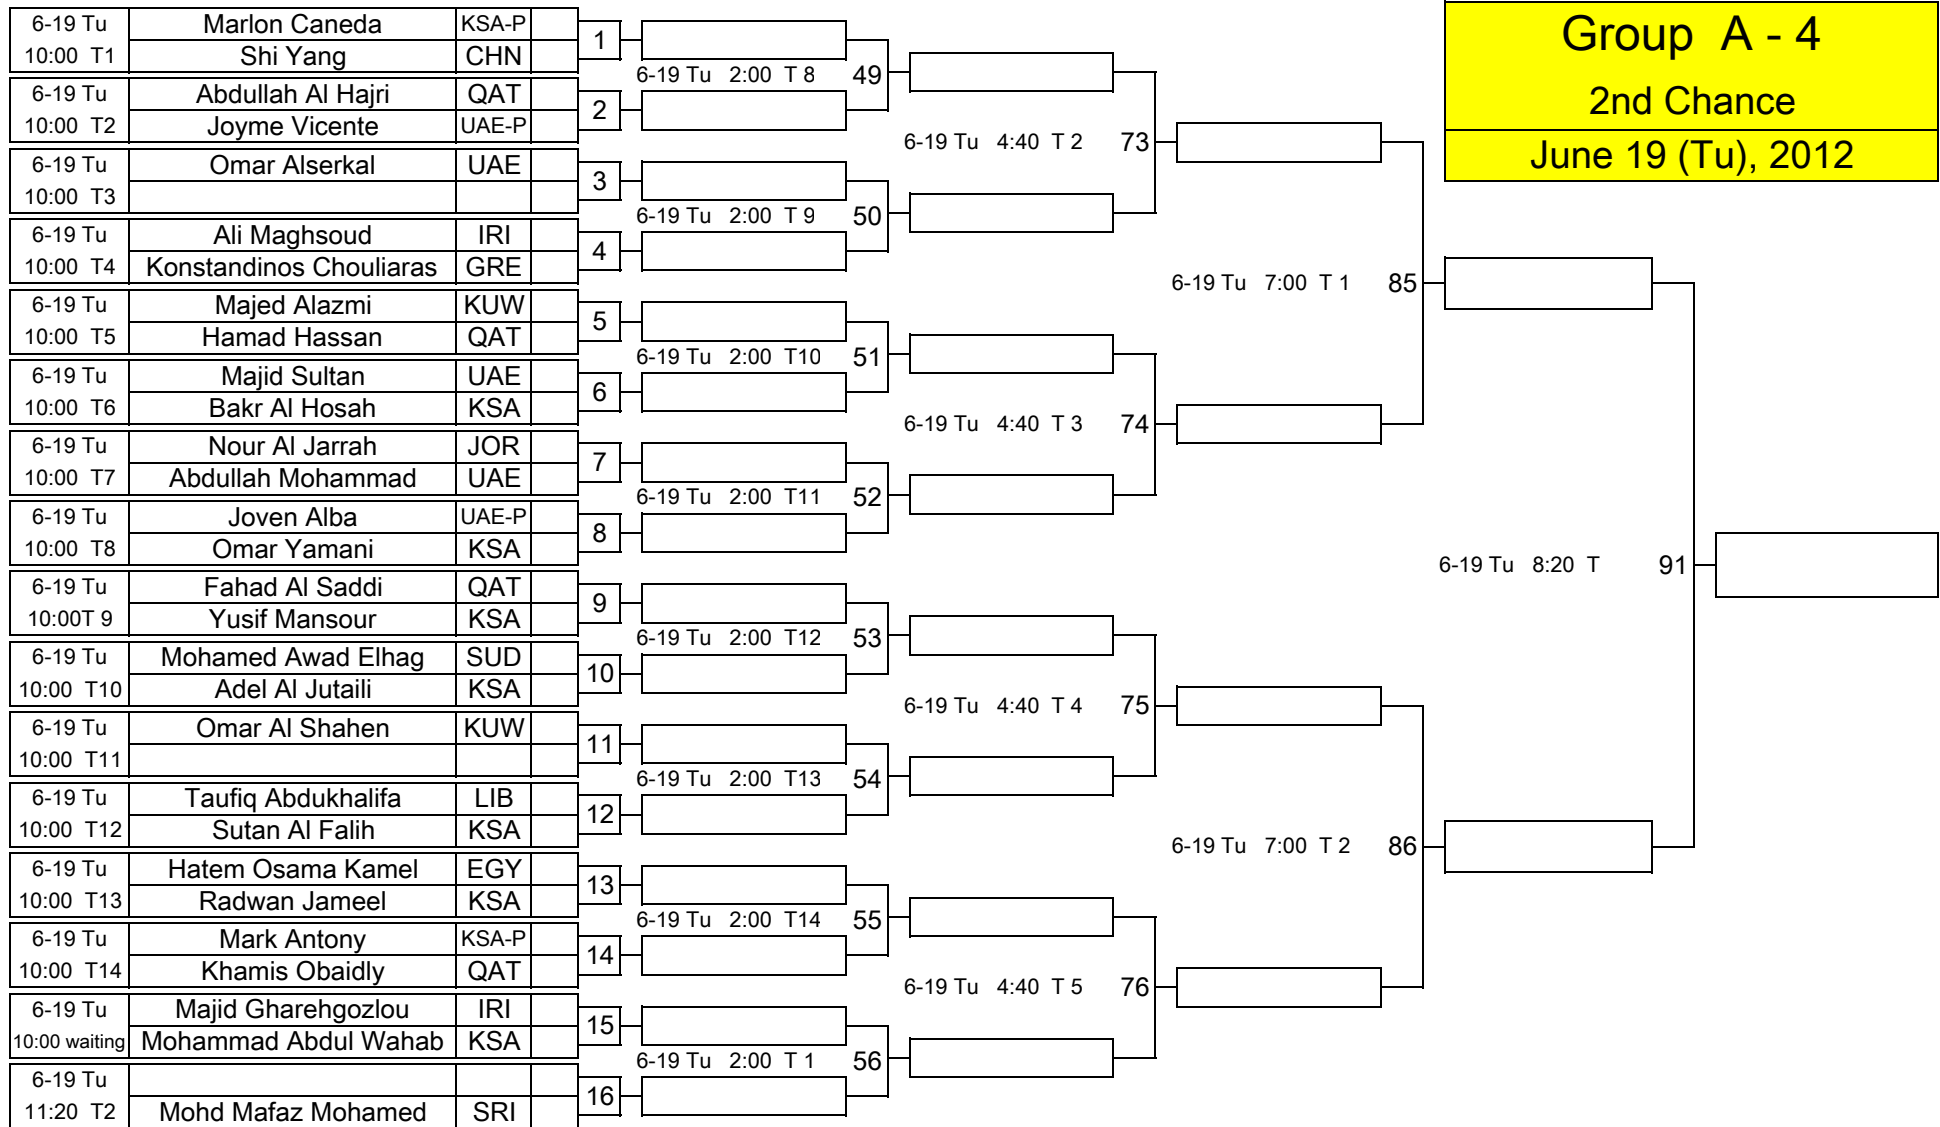 Group A - 4
2nd Chance
June 19 (Tu), 2012
6-19 Tu Marlon Caneda KSA-P
10:00 T1 Shi Yang CHN
1
6-19 Tu 2:00 T 8 49
6-19 Tu Abdullah Al Hajri QAT
10:00 T2 Joyme Vicente UAE-P
2
6-19 Tu 4:40 T 2 73
6-19 Tu Omar Alserkal UAE
10:00 T3
3
6-19 Tu 2:00 T 9 50
6-19 Tu Ali Maghsoud IRI
10:00 T4 Konstandinos Chouliaras GRE
4
6-19 Tu 7:00 T 1 85
6-19 Tu Majed Alazmi KUW
10:00 T5 Hamad Hassan QAT
5
6-19 Tu 2:00 T10 51
6-19 Tu Majid Sultan UAE
10:00 T6 Bakr Al Hosah KSA
6
6-19 Tu 4:40 T 3 74
6-19 Tu Nour Al Jarrah JOR
10:00 T7 Abdullah Mohammad UAE
7
6-19 Tu 2:00 T11 52
6-19 Tu Joven Alba UAE-P
10:00 T8 Omar Yamani KSA
8
6-19 Tu 8:20 T 91
6-19 Tu Fahad Al Saddi QAT
10:00T 9 Yusif Mansour KSA
9
6-19 Tu 2:00 T12 53
6-19 Tu Mohamed Awad Elhag SUD
10:00 T10 Adel Al Jutaili KSA
10
6-19 Tu 4:40 T 4 75
6-19 Tu Omar Al Shahen KUW
10:00 T11
11
6-19 Tu 2:00 T13 54
6-19 Tu Taufiq Abdukhalifa LIB
10:00 T12 Sutan Al Falih KSA
12
6-19 Tu 7:00 T 2 86
6-19 Tu Hatem Osama Kamel EGY
10:00 T13 Radwan Jameel KSA
13
6-19 Tu 2:00 T14 55
6-19 Tu Mark Antony KSA-P
10:00 T14 Khamis Obaidly QAT
14
6-19 Tu 4:40 T 5 76
6-19 Tu Majid Gharehgozlou IRI
10:00 waiting Mohammad Abdul Wahab KSA
15
6-19 Tu 2:00 T 1 56
6-19 Tu
11:20 T2 Mohd Mafaz Mohamed SRI
16